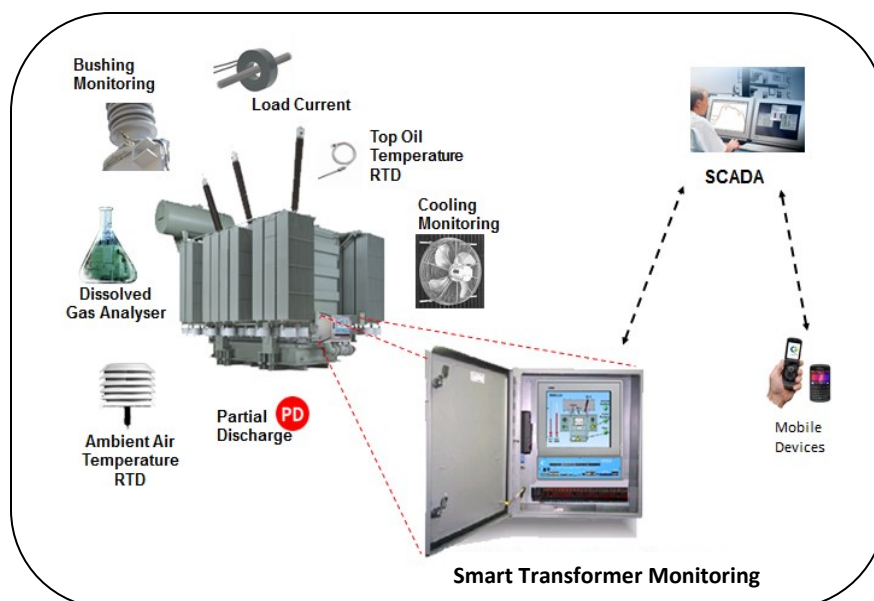 Bushing
Monitoring
Load Current
Top Oil
Temperature
RTD
Cooling
Monitoring
SCADA
Dissolved
Gas Analyser
Partial
Discharge
PD
Ambient Air
Temperature
RTD
Mobile
Devices
Smart Transformer Monitoring